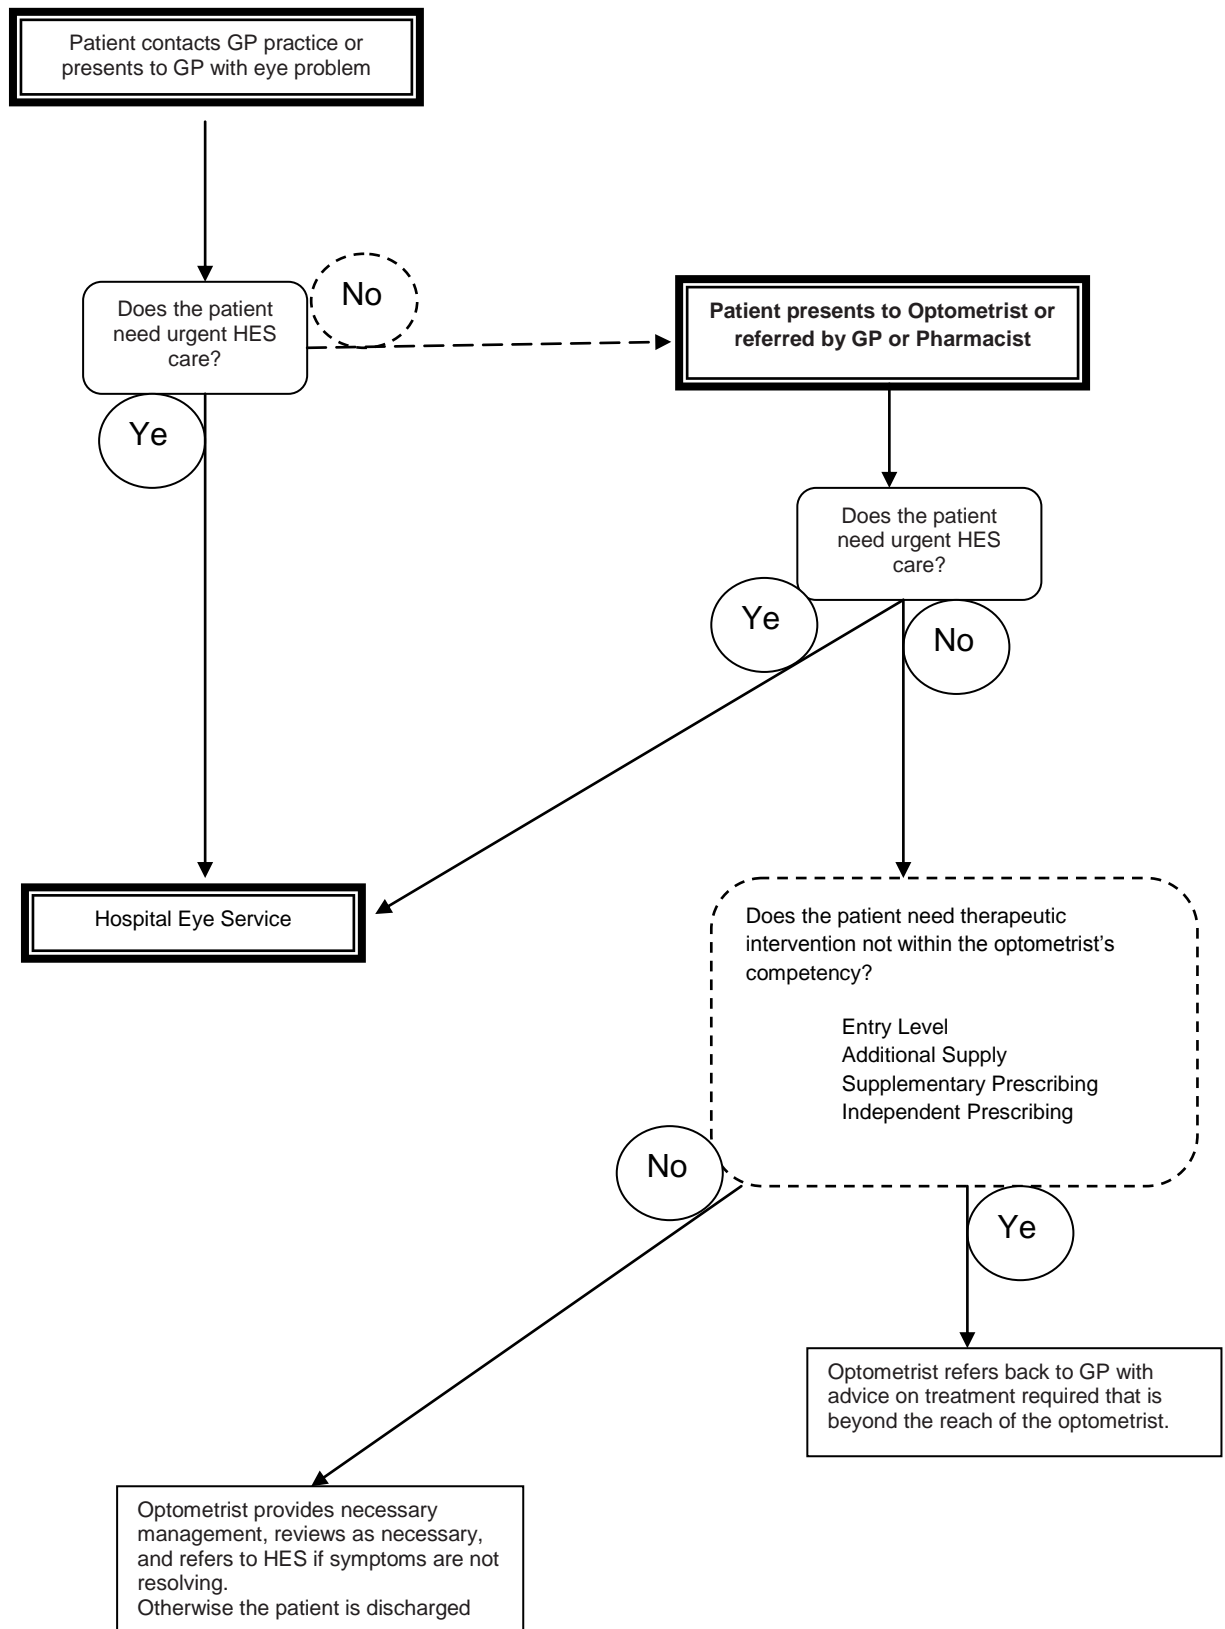 Patient contacts GP practice or
presents to GP with eye problem
No
Does the patient
need urgent HES
care?
Patient presents to Optometrist or
referred by GP or Pharmacist
Ye
Does the patient
need urgent HES
care?
Ye
No
Hospital Eye Service
Does the patient need therapeutic
intervention not within the optometrist’s
competency?
Entry Level
Additional Supply
Supplementary Prescribing
Independent Prescribing
No
Ye
Optometrist refers back to GP with
advice on treatment required that is
beyond the reach of the optometrist.
Optometrist provides necessary
management, reviews as necessary,
and refers to HES if symptoms are not
resolving.
Otherwise the patient is discharged